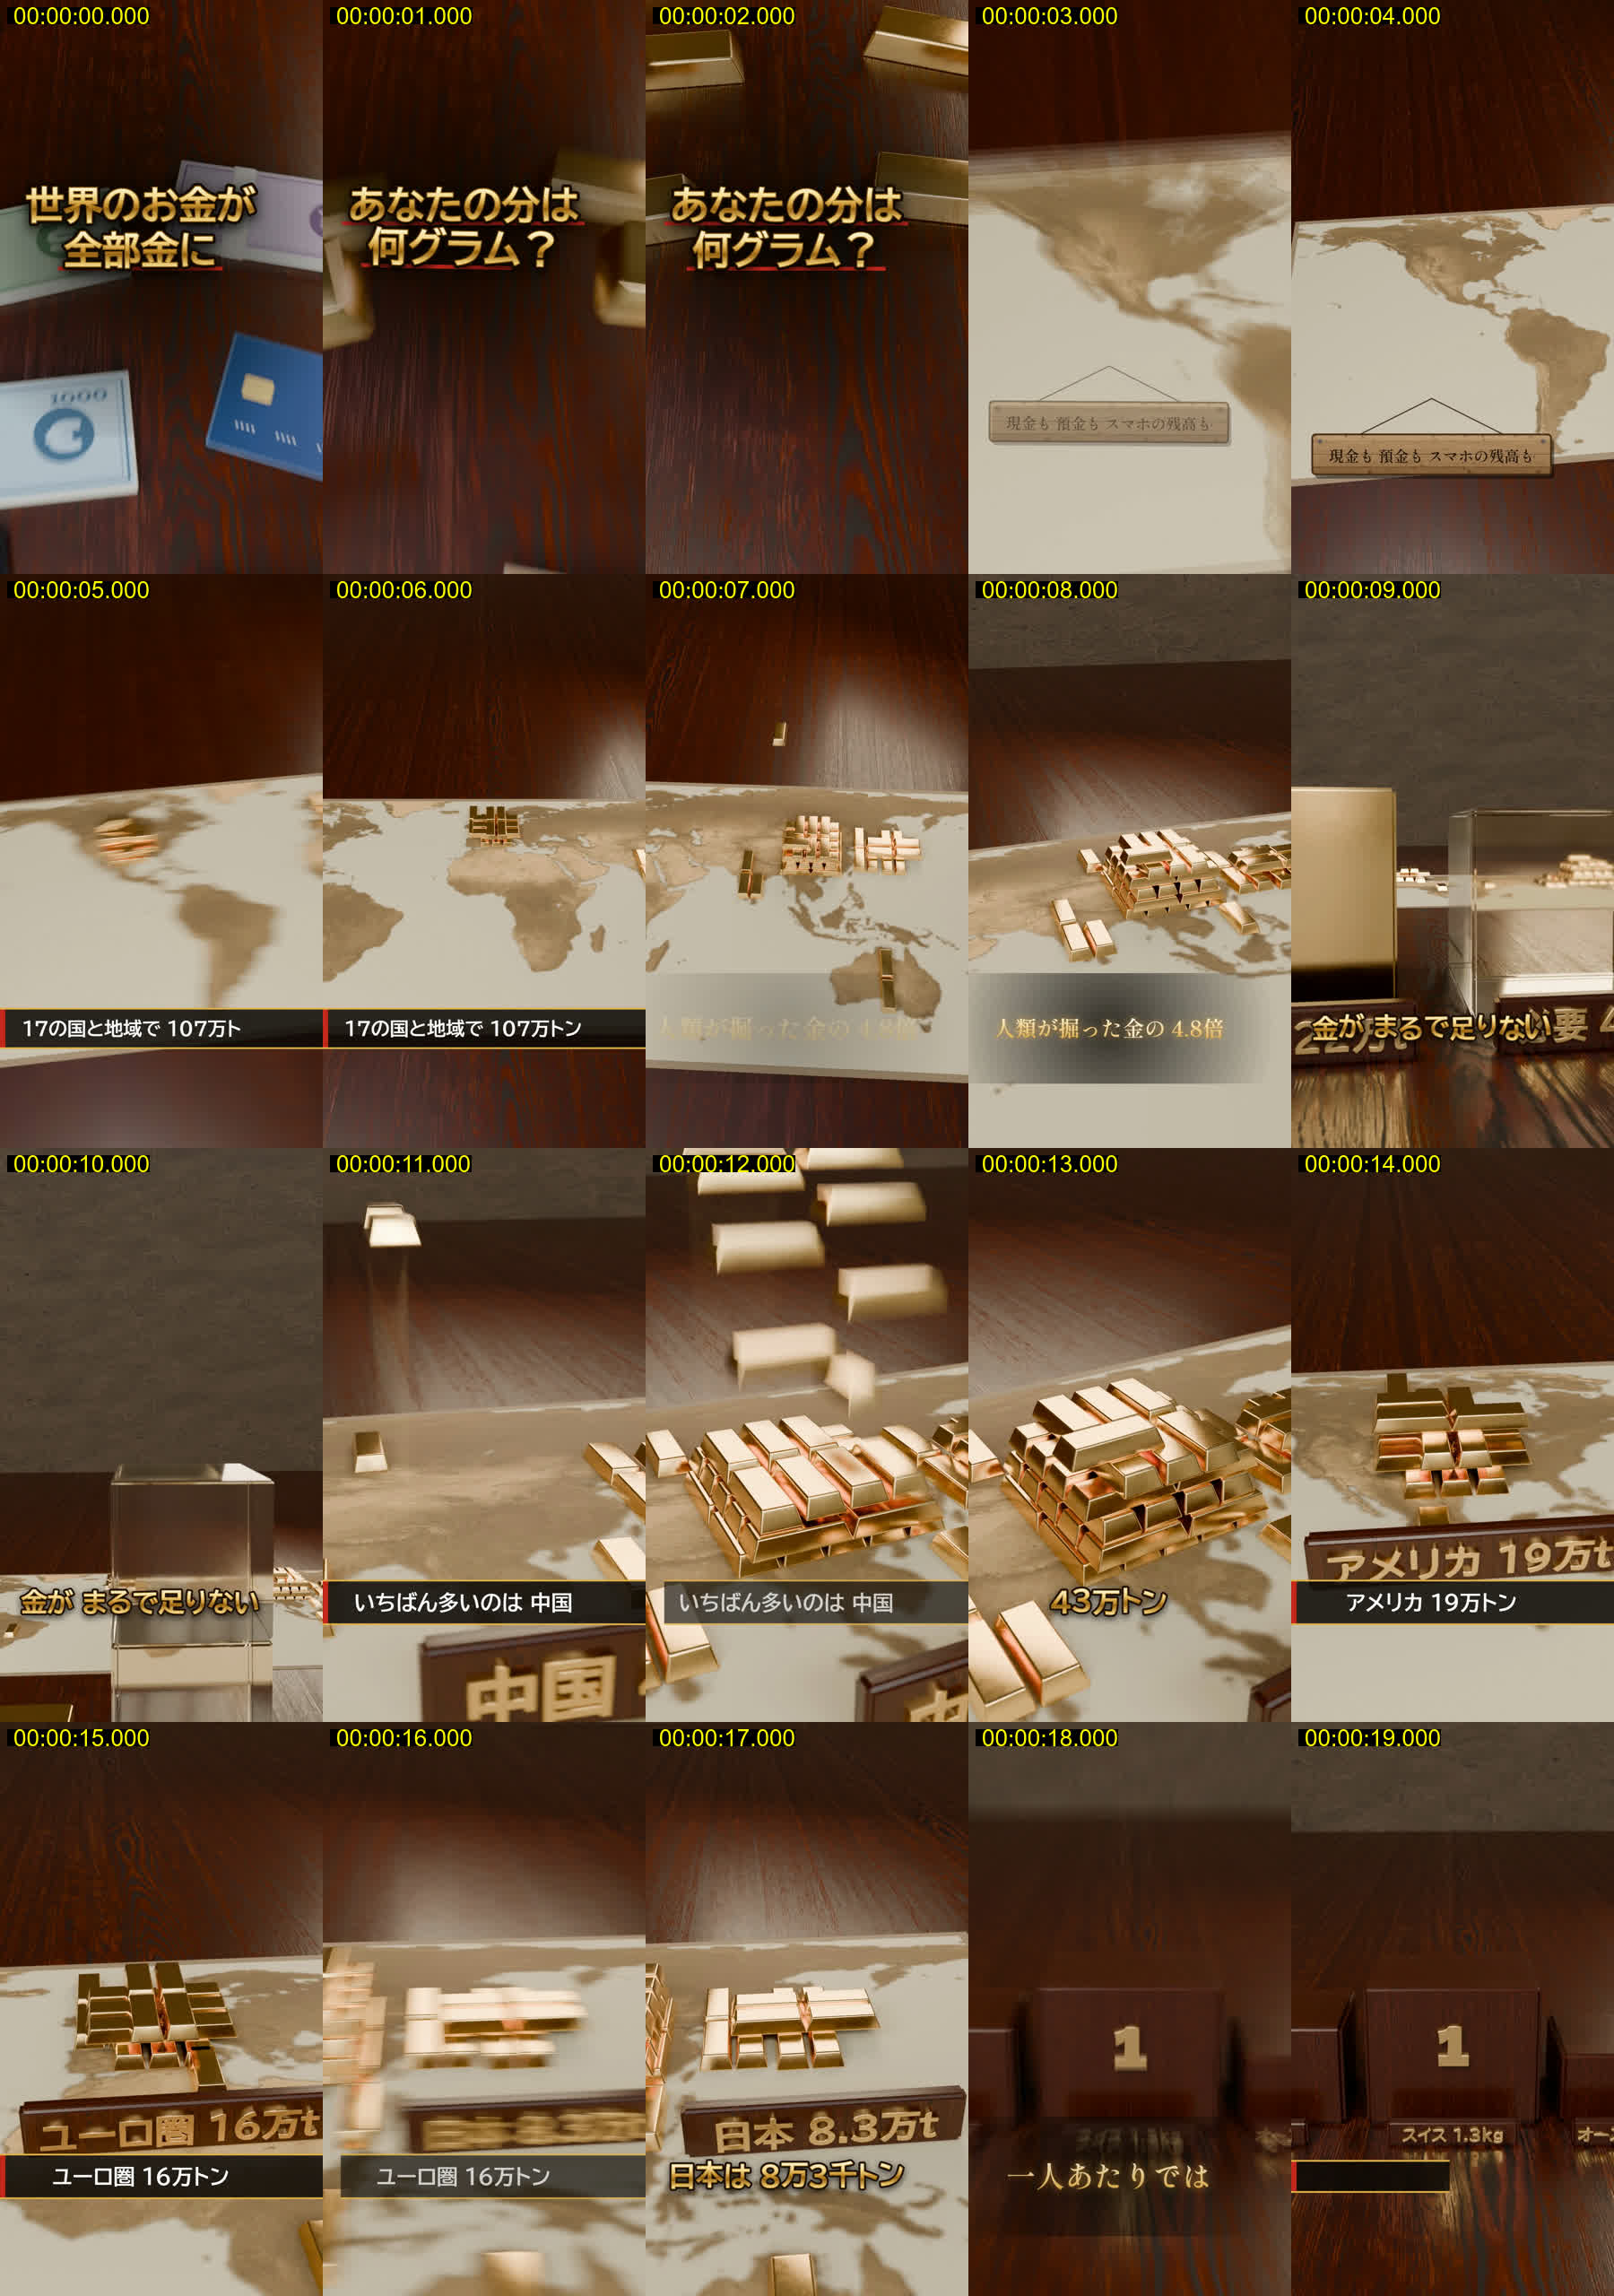 00:00:00.000
世界のお金が
全部金に
1000
00:00:01.000
あなたの分は
何グラム?
00:00:02.000
あなたの分は
何グラム?
00:00:03.000
現金も 預金も スマホの残高も
00:00:04.000
現金も 預金も スマホの残高も
00:00:05.000
17の国と地域で 107万ト
00:00:06.000
17の国と地域で 107万トン
00:00:07.000
人類が掘った金の 4.8倍
00:00:08.000
人類が掘った金の 4.8倍
00:00:09.000
金が まるで足りない
00:00:10.000
金が まるで足りない
00:00:11.000
いちばん多いのは 中国
中国
00:00:12.000
いちばん多いのは 中国
00:00:13.000
43万トン
00:00:14.000
アメリカ 19万t
アメリカ 19万トン
00:00:15.000
ユーロ圏 16万t
ユーロ圏 16万トン
00:00:16.000
ユーロ圏 16万トン
00:00:17.000
日本 8.3万t
日本は 8万3千トン
00:00:18.000
1
一人あたりでは
00:00:19.000
1
スイス 1.3kg
オー